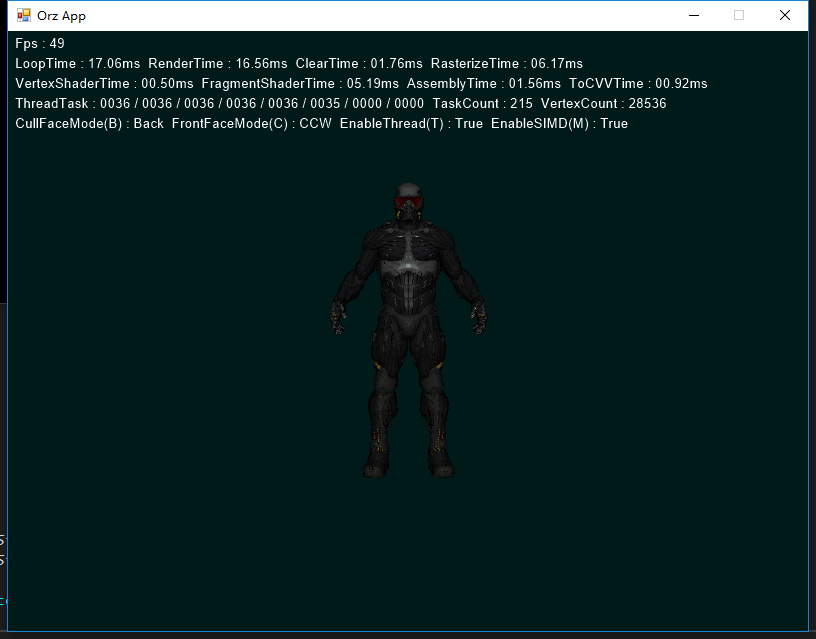 Orz App
Fps : 49
LoopTime : 17.06ms  RenderTime : 16.56ms  ClearTime : 01.76ms  RasterizeTime : 06.17ms
VertexShaderTime : 00.50ms  FragmentShaderTime : 05.19ms  AssemblyTime : 01.56ms  ToCVVTime : 00.92ms
ThreadTask : 0036 / 0036 / 0036 / 0036 / 0036 / 0035 / 0000 / 0000  TaskCount : 215  VertexCount : 28536
CullFaceMode(B) : Back  FrontFaceMode(C) : CCW  EnableThread(T) : True  EnableSIMD(M) : True